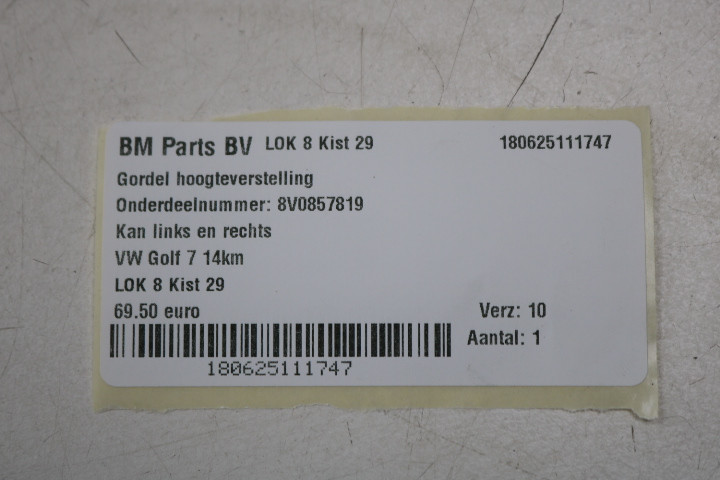 BM Parts BV LOK 8 Kist 29 180625111747
Gordel hoogteverstelling
Onderdeelnummer: 8V0857819
Kan links en rechts
VW Golf 7 14km
LOK 8 Kist 29
69.50 euro Verz: 10
Aantal: 1
180625111747